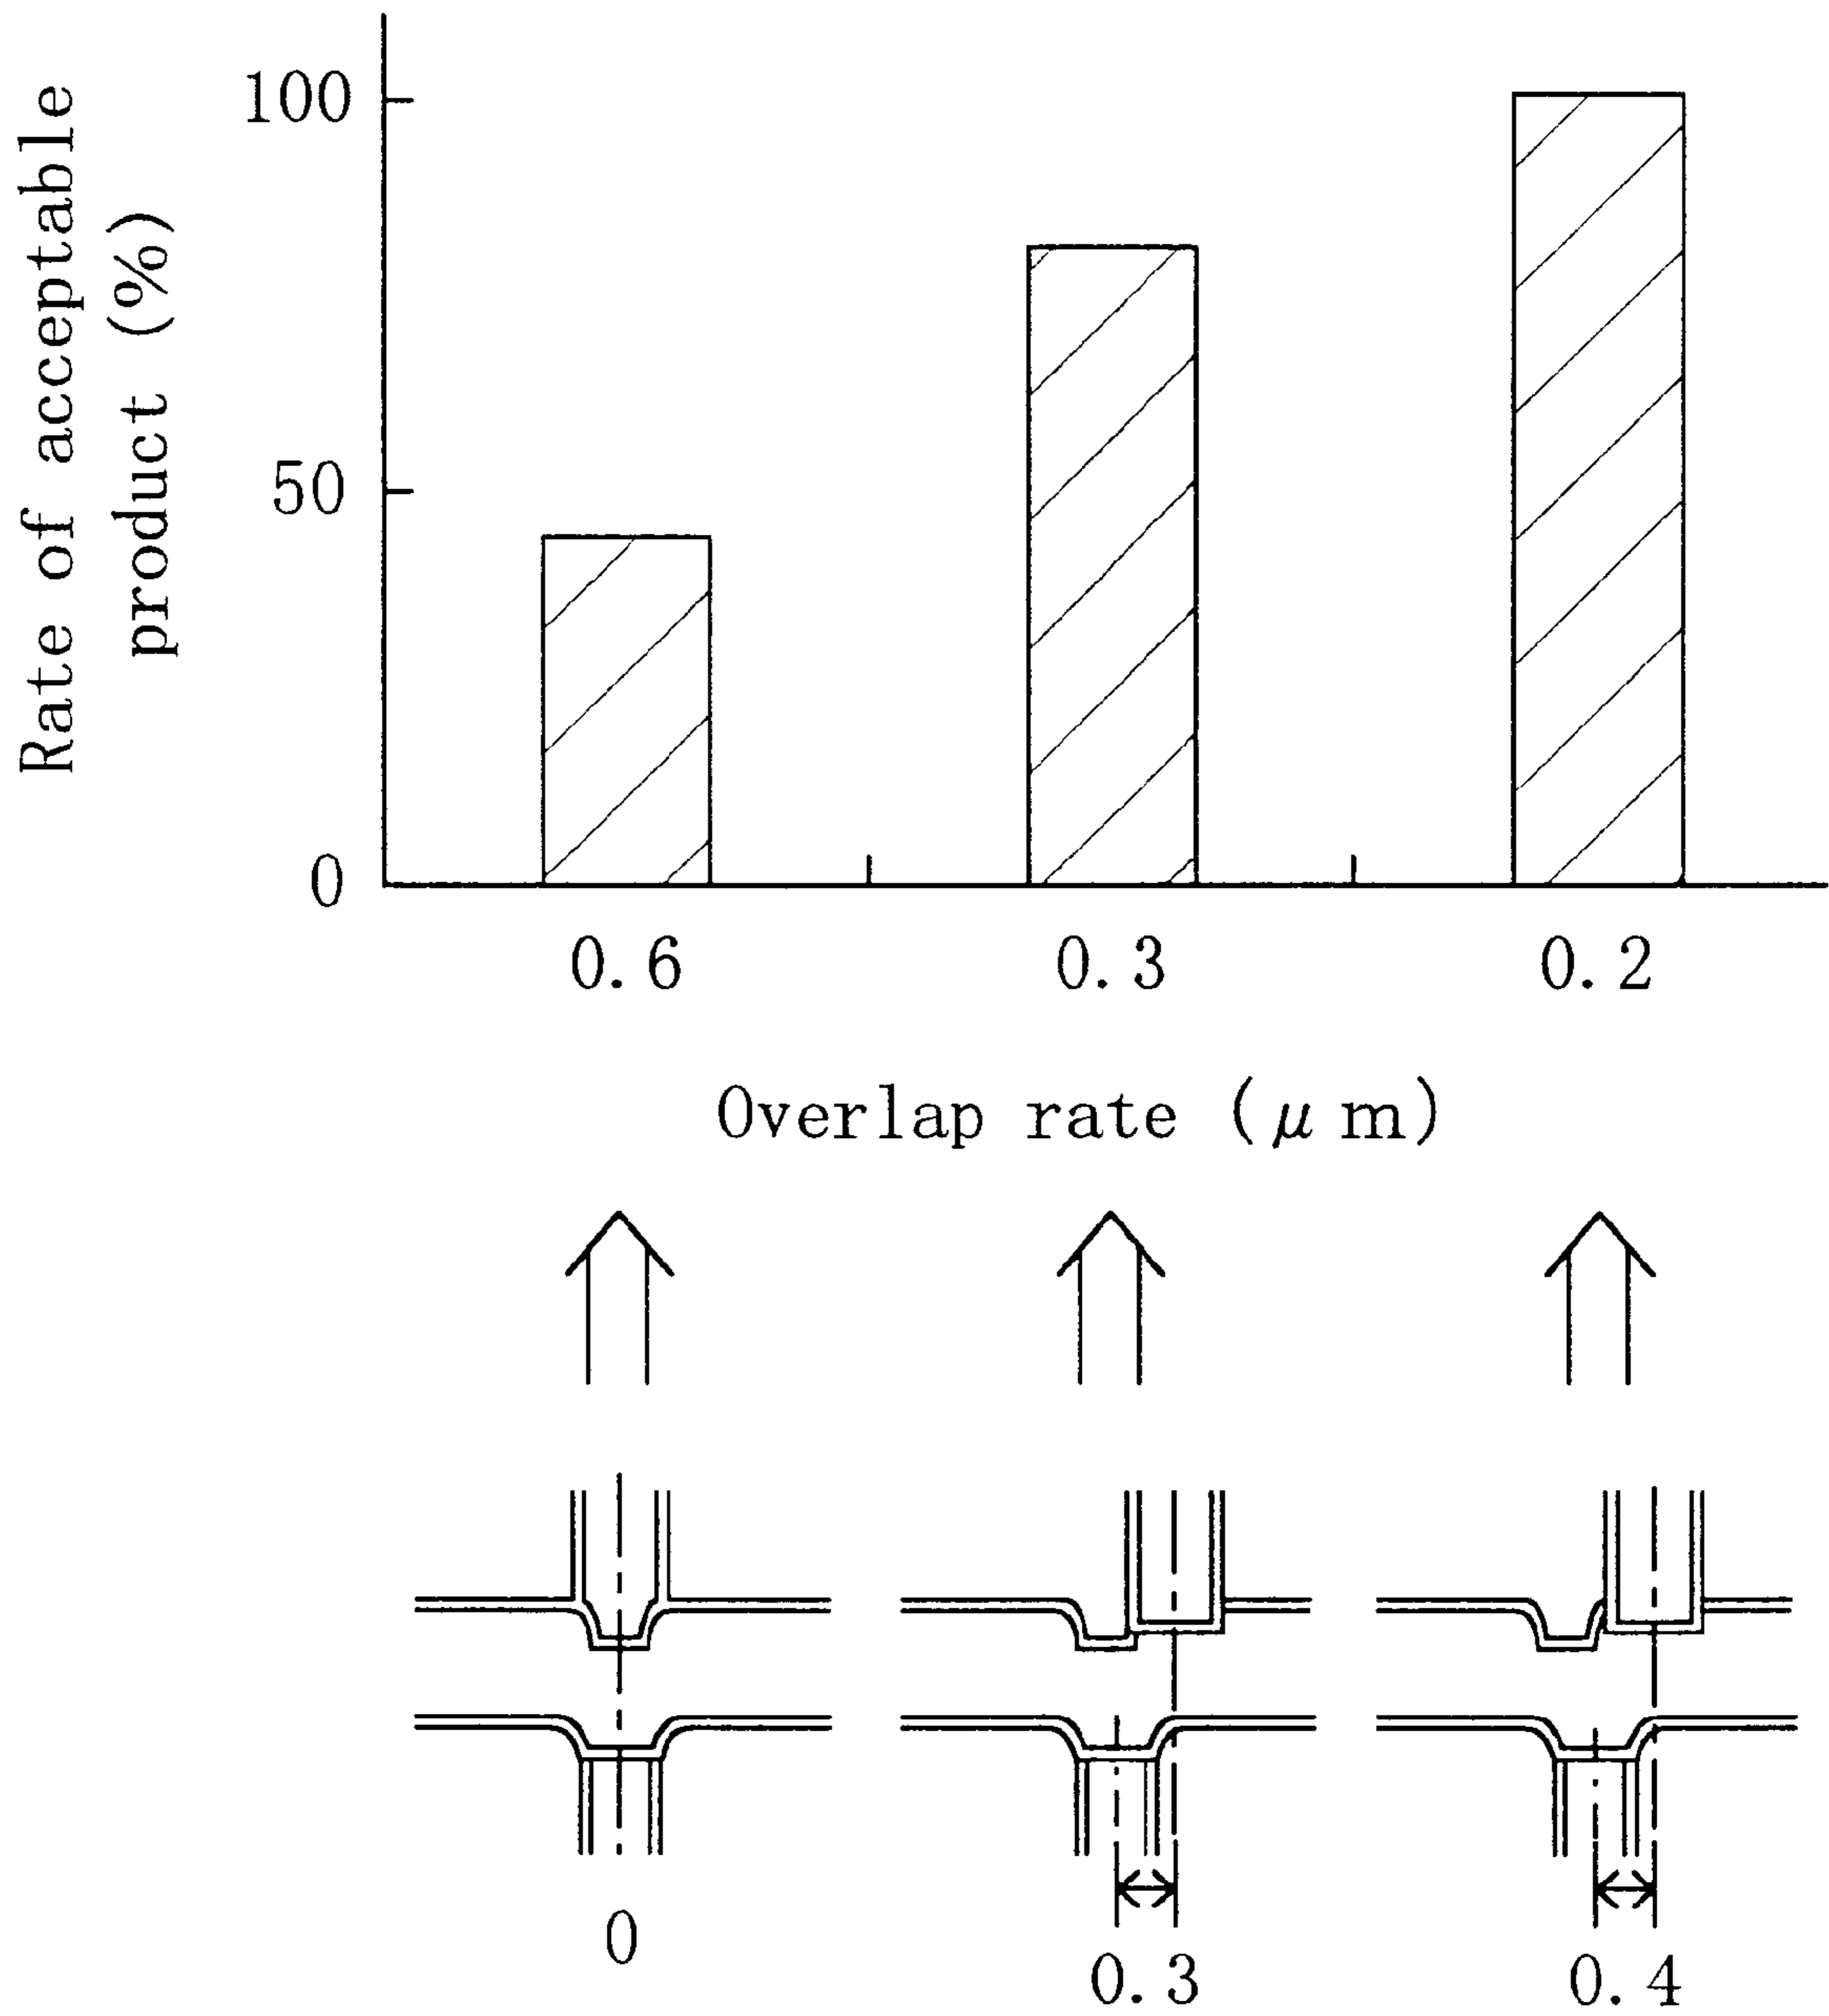 Rate of acceptable
product (%)
100
50
0
0.6 0.3 0.2
Overlap rate (μm)
0
0.3 0.4